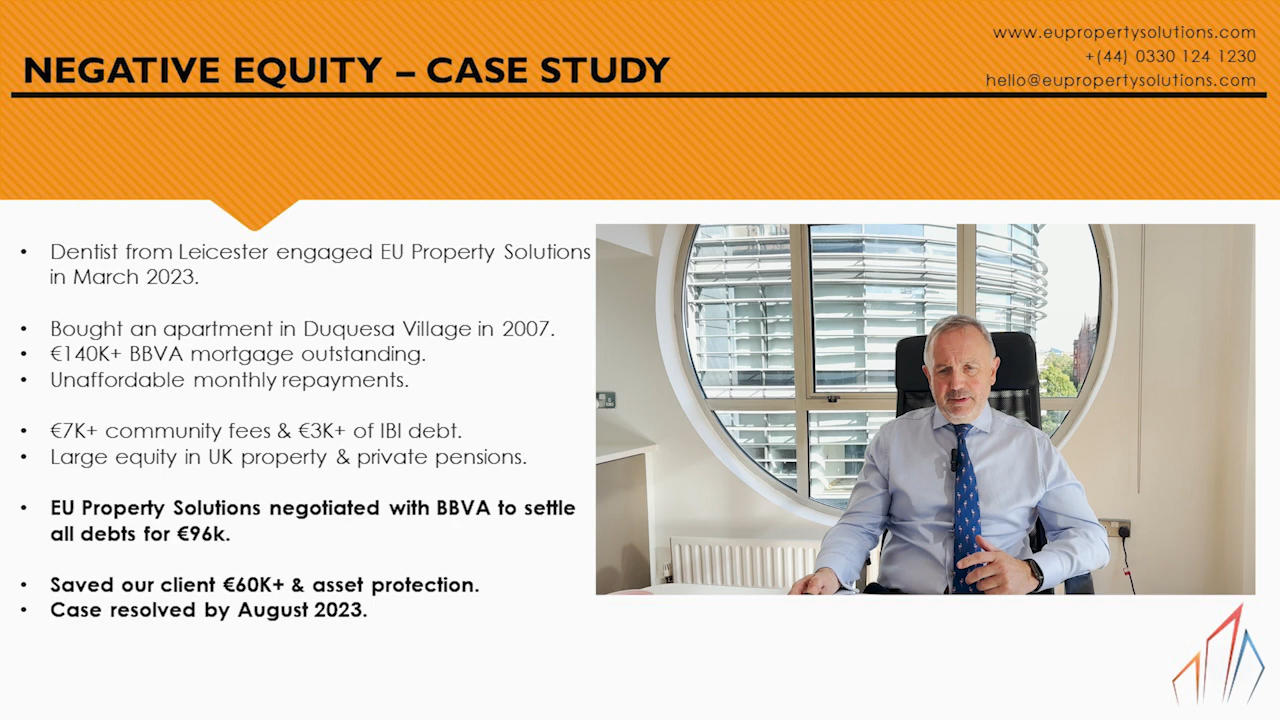 NEGATIVE EQUITY – CASE STUDY
www.eupropertysolutions.com
+(44) 0330 124 1230
hello@eupropertysolutions.com
• Dentist from Leicester engaged EU Property Solutions
in March 2023.
• Bought an apartment in Duquesa Village in 2007.
• €140K+ BBVA mortgage outstanding.
• Unaffordable monthly repayments.
• €7K+ community fees & €3K+ of IBI debt.
• Large equity in UK property & private pensions.
• EU Property Solutions negotiated with BBVA to settle
all debts for €96k.
• Saved our client €60K+ & asset protection.
• Case resolved by August 2023.